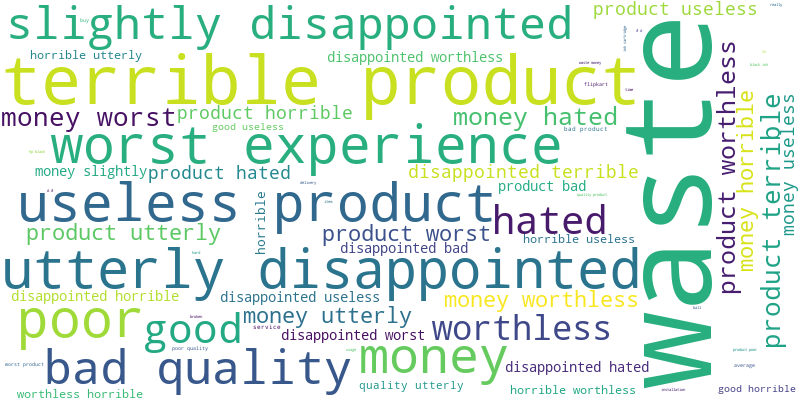 slightly disappointed
product useless
really
buy
horrible utterly
disappointed worthless
terrible product
waste money
flipkart
time
money worst
product horrible
good useless
money hated
bad product
worst experience
money slightly
product hated
disappointed terrible
product bad
delivery
quality product
useless product
hated
product utterly
horrible
product worst
disappointed bad
horrible useless
utterly disappointed
disappointed horrible
disappointed useless
money worthless
poor
good
broken
money utterly
service
disappointed worst
worthless
poor quality
worst product
bad quality
money
disappointed hated
quality utterly
worthless horrible
horrible worthless
waste
product worthless
money horrible
product terrible
money useless
product poor
average
installation
good horrible